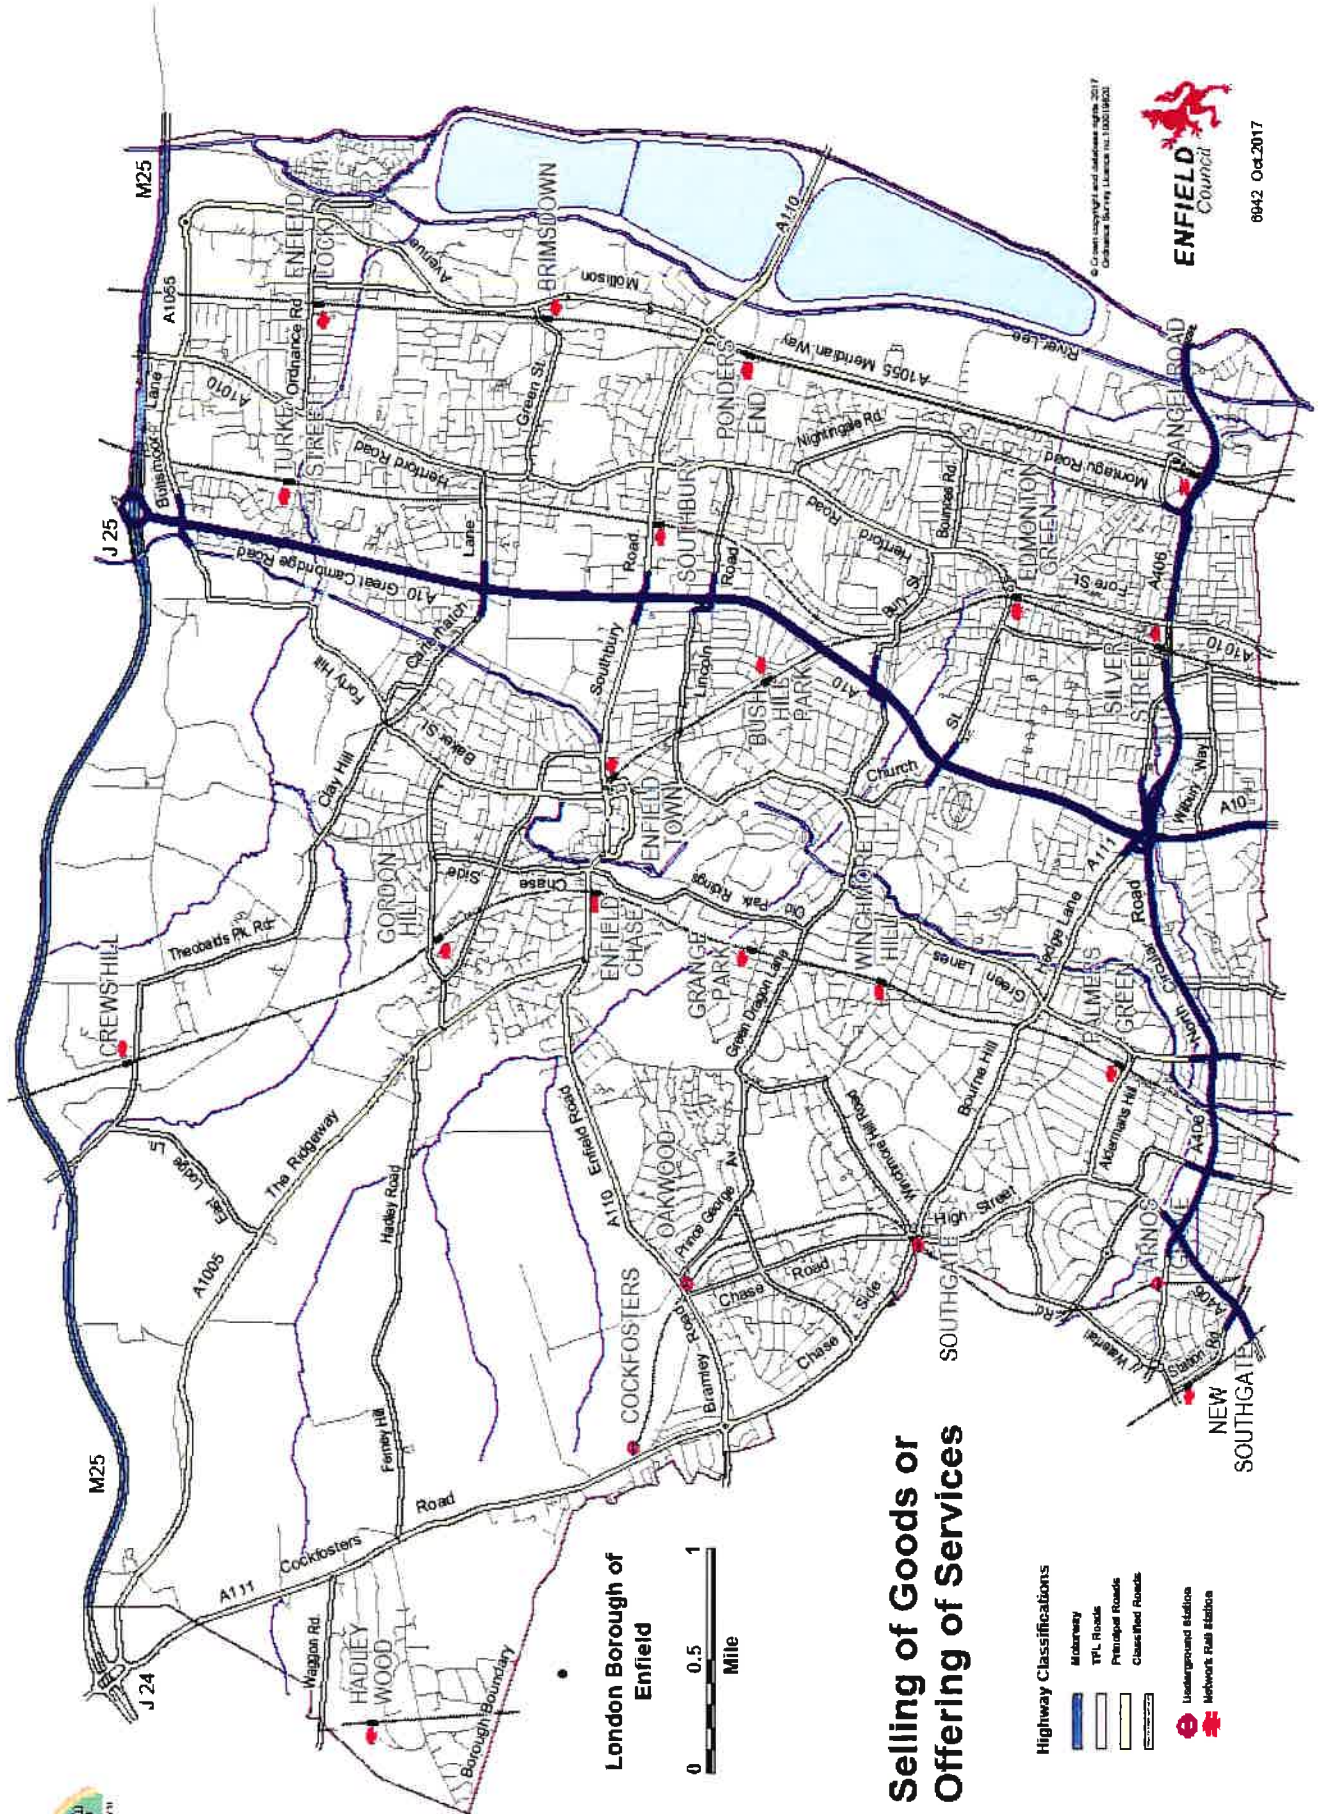 Selling of Goods or
Offering of Services
London Borough of
Enfield
0
0.5
1
Mile
Highway Classifications
Motorway
TFL Roads
Principal Roads
Classified Roads
Underground Station
Network Rail Station
© Crown copyright and database rights 2017
ENFIELD
Council
6942 Oct 2017
J 24
M25
J 25
M25
A1055
Bullsmoor Lane
A1010
A1005
The Ridgeway
East Lodge Ln.
CREWS HILL
Theobalds Pk. Rd.
Clay Hill
Forty Hill
A10 Great Cambridge Road
TURKEY
STREET
Ordnance Rd
ENFIELD
LOCK
Hertford Road
A111
Cockfosters
Road
Waggon Rd.
HADLEY
WOOD
Borough Boundary
Ferney Hill
Hadley Road
GORDON
HILL
Chase
Side
Baker St.
Carterhatch
Lane
Green St.
Avenue
Mollison
BRIMSDOWN
COCKFOSTERS
A110
Enfield Road
ENFIELD
CHASE
ENFIELD
TOWN
Southbury
Road
SOUTHBURY
Lincoln
Road
PONDERS
END
A110
A1055 Meridian Way
River Lee
OAKWOOD
Bramley Road
Prince George Av.
Chase
Road
Chase
Side
GRANGE
PARK
Old Park Ridings
Green Dragon Lane
BUSH
HILL
PARK
A10
Nightingale Rd.
Hertford
Road
Bounces Rd.
Montagu Road
Bury St.
EDMONTON
GREEN
Fore St.
WINCHMORE
HILL
Church
St.
Winchmore Hill Road
Green Lanes
Bourne Hill
Hedge Lane
A111
SOUTHGATE
High Street
SILVER
STREET
A406
ANGEL ROAD
A1010
Wilbury Way
A10
PALMERS
GREEN
North Circular Road
Aldermans Hill
A406
ARNOS
GROVE
Waterfall
Rd
Station Rd.
A406
NEW
SOUTHGATE